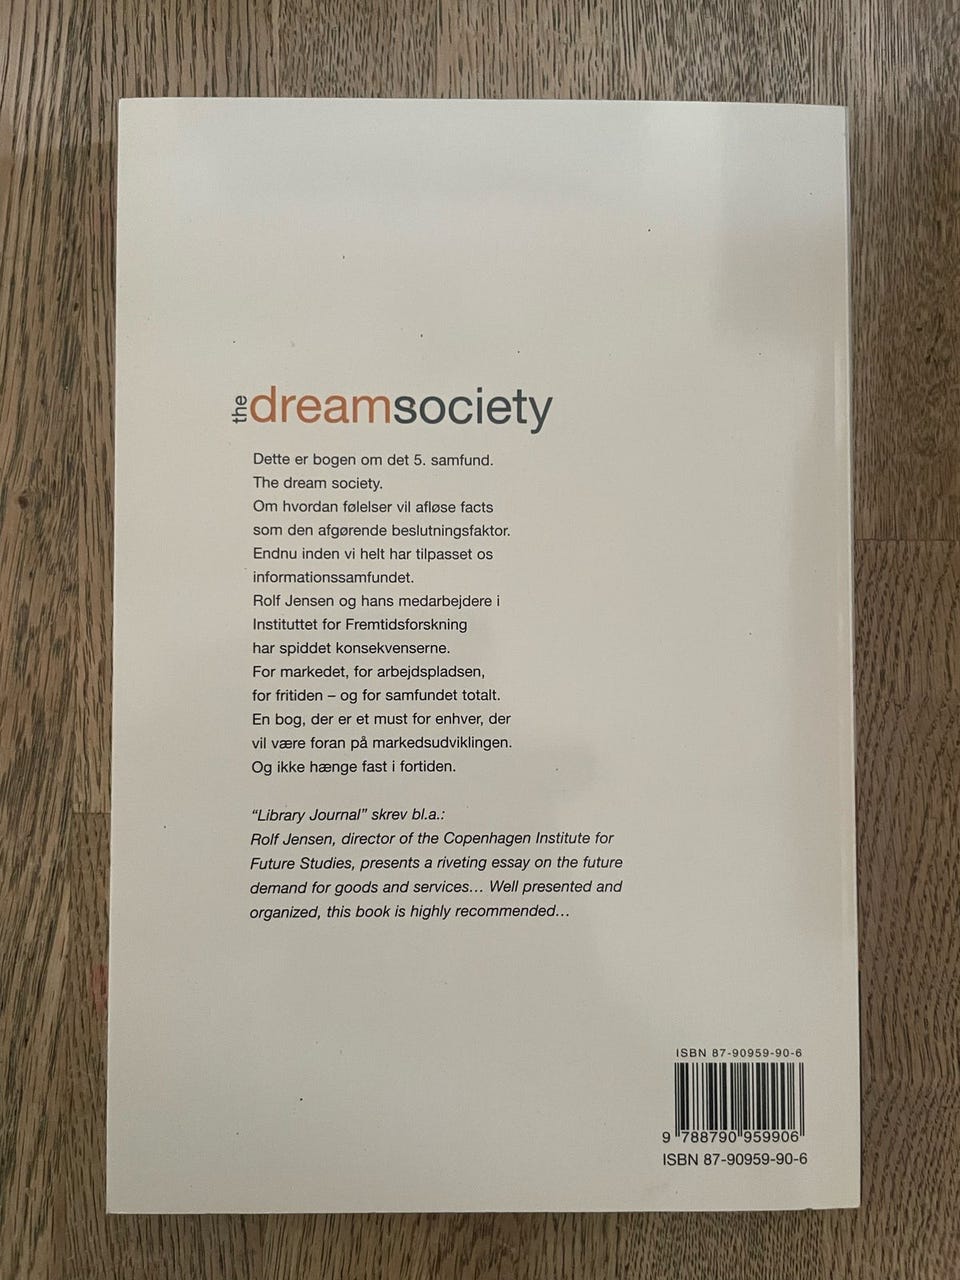 the dreamsociety
Dette er bogen om det 5. samfund.
The dream society.
Om hvordan følelser vil afløse facts
som den afgørende beslutningsfaktor.
Endnu inden vi helt har tilpasset os
informationssamfundet.
Rolf Jensen og hans medarbejdere i
Instituttet for Fremtidsforskning
har spiddet konsekvenserne.
For markedet, for arbejdspladsen,
for fritiden – og for samfundet totalt.
En bog, der er et must for enhver, der
vil være foran på markedsudviklingen.
Og ikke hænge fast i fortiden.
“Library Journal” skrev bl.a.:
Rolf Jensen, director of the Copenhagen Institute for
Future Studies, presents a riveting essay on the future
demand for goods and services… Well presented and
organized, this book is highly recommended…
ISBN 87-90959-90-6
9 788790 959906
ISBN 87-90959-90-6